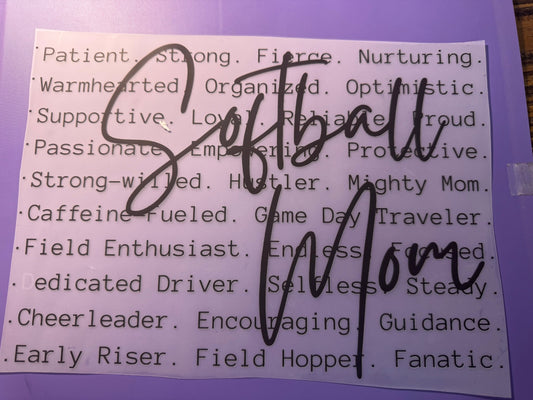 ·Patient. Strong. Fierce. Nurturing.
·Warmhearted. Organized. Optimistic.
·Supportive. Loyal. Reliable. Proud.
·Passionate. Empowering. Protective.
·Strong-willed. Hustler. Mighty Mom.
·Caffeine-Fueled. Game Day Traveler.
·Field Enthusiast. Endless. Focused.
·Dedicated Driver. Selfless. Steady.
·Cheerleader. Encouraging. Guidance.
·Early Riser. Field Hopper. Fanatic.
Softball
Mom